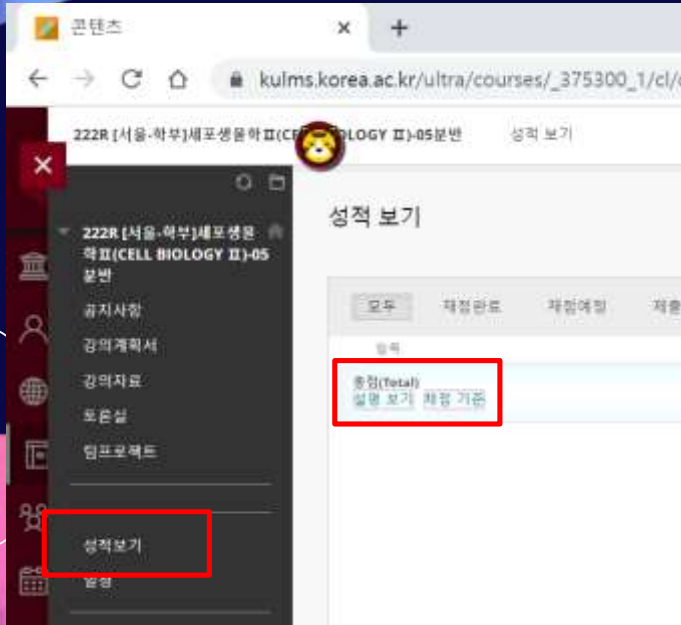 콘텐츠
kulms.korea.ac.kr/ultra/courses/_375300_1/cl/
222R [서울-학부]세포생물학Ⅱ(CELL BIOLOGY Ⅱ)-05분반
성적 보기
222R [서울-학부]세포생물
학Ⅱ(CELL BIOLOGY Ⅱ)-05
분반
공지사항
강의계획서
강의자료
토론실
팀프로젝트
성적보기
일정
성적 보기
모두 채점완료 채점예정
항목
총점(Total)
설명 보기 채점 기준